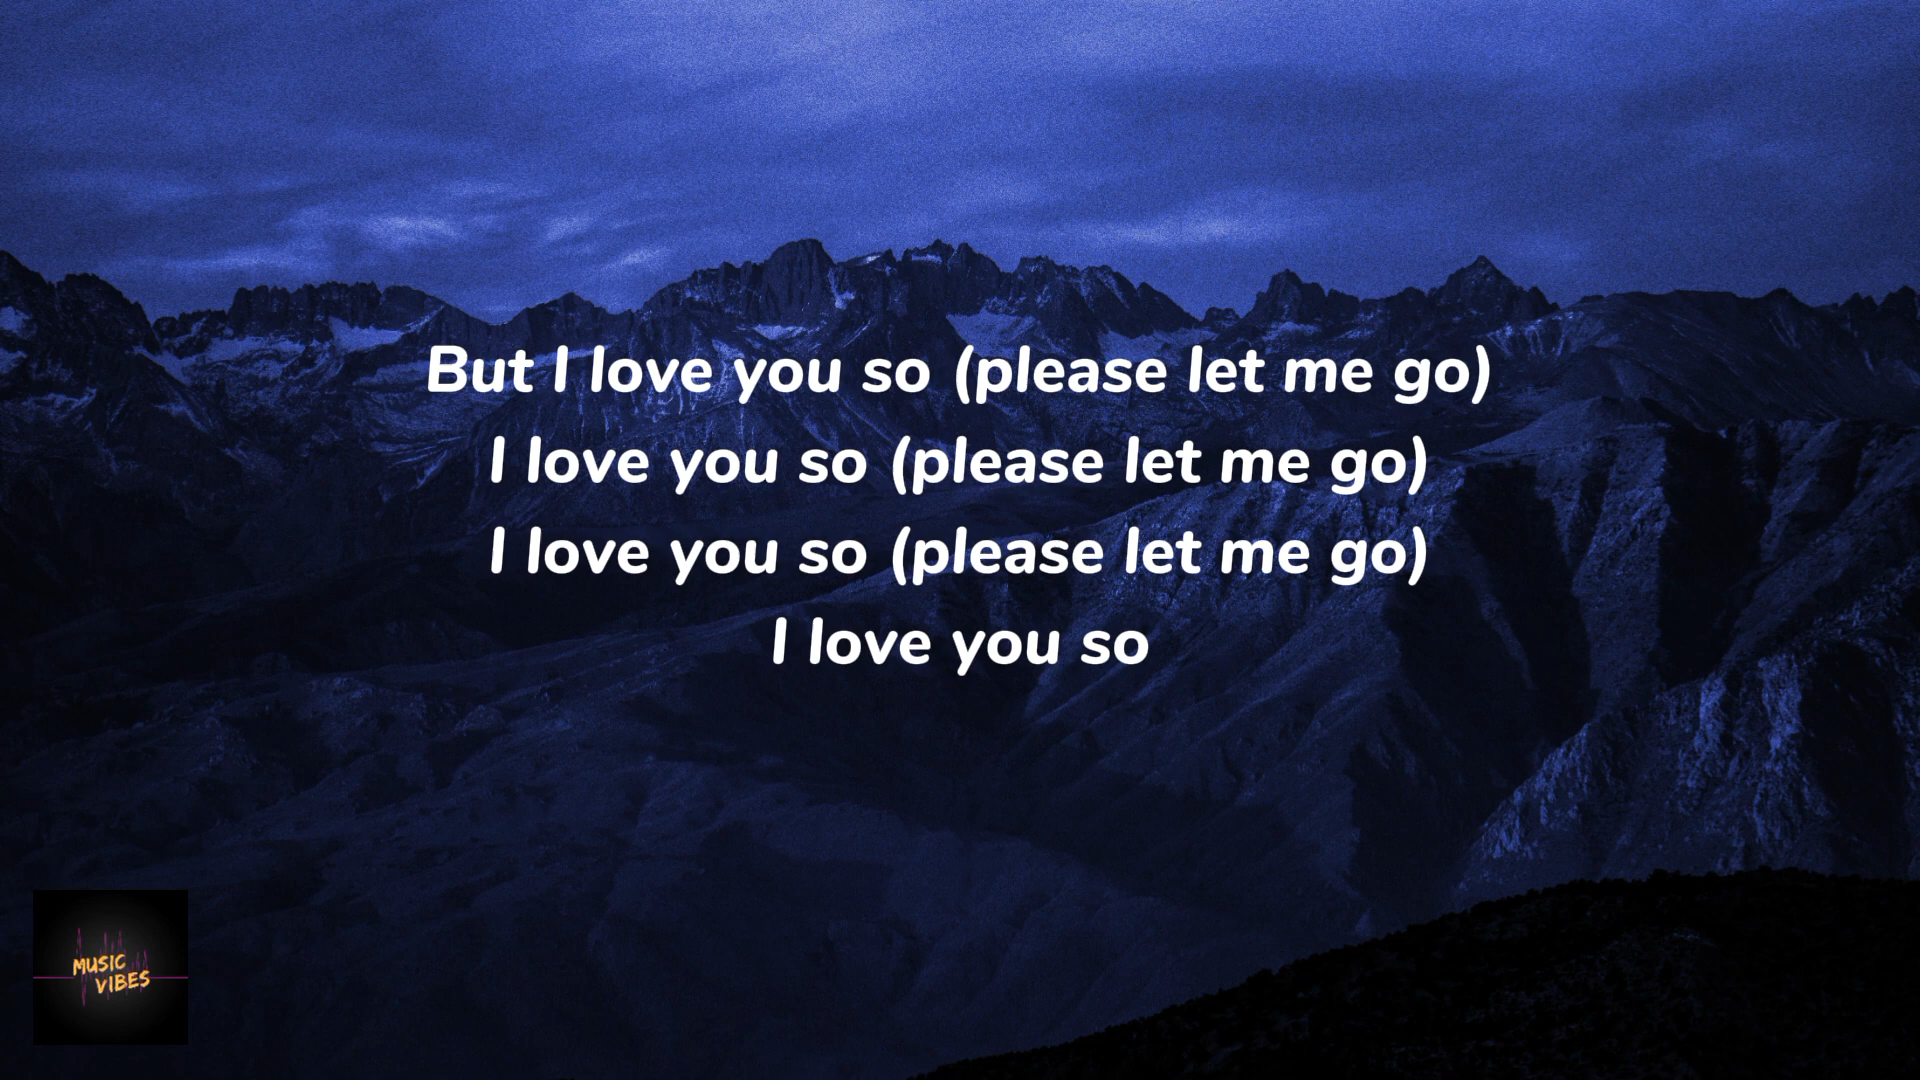 But I love you so (please let me go)
I love you so (please let me go)
I love you so (please let me go)
I love you so
MUSIC
VIBES